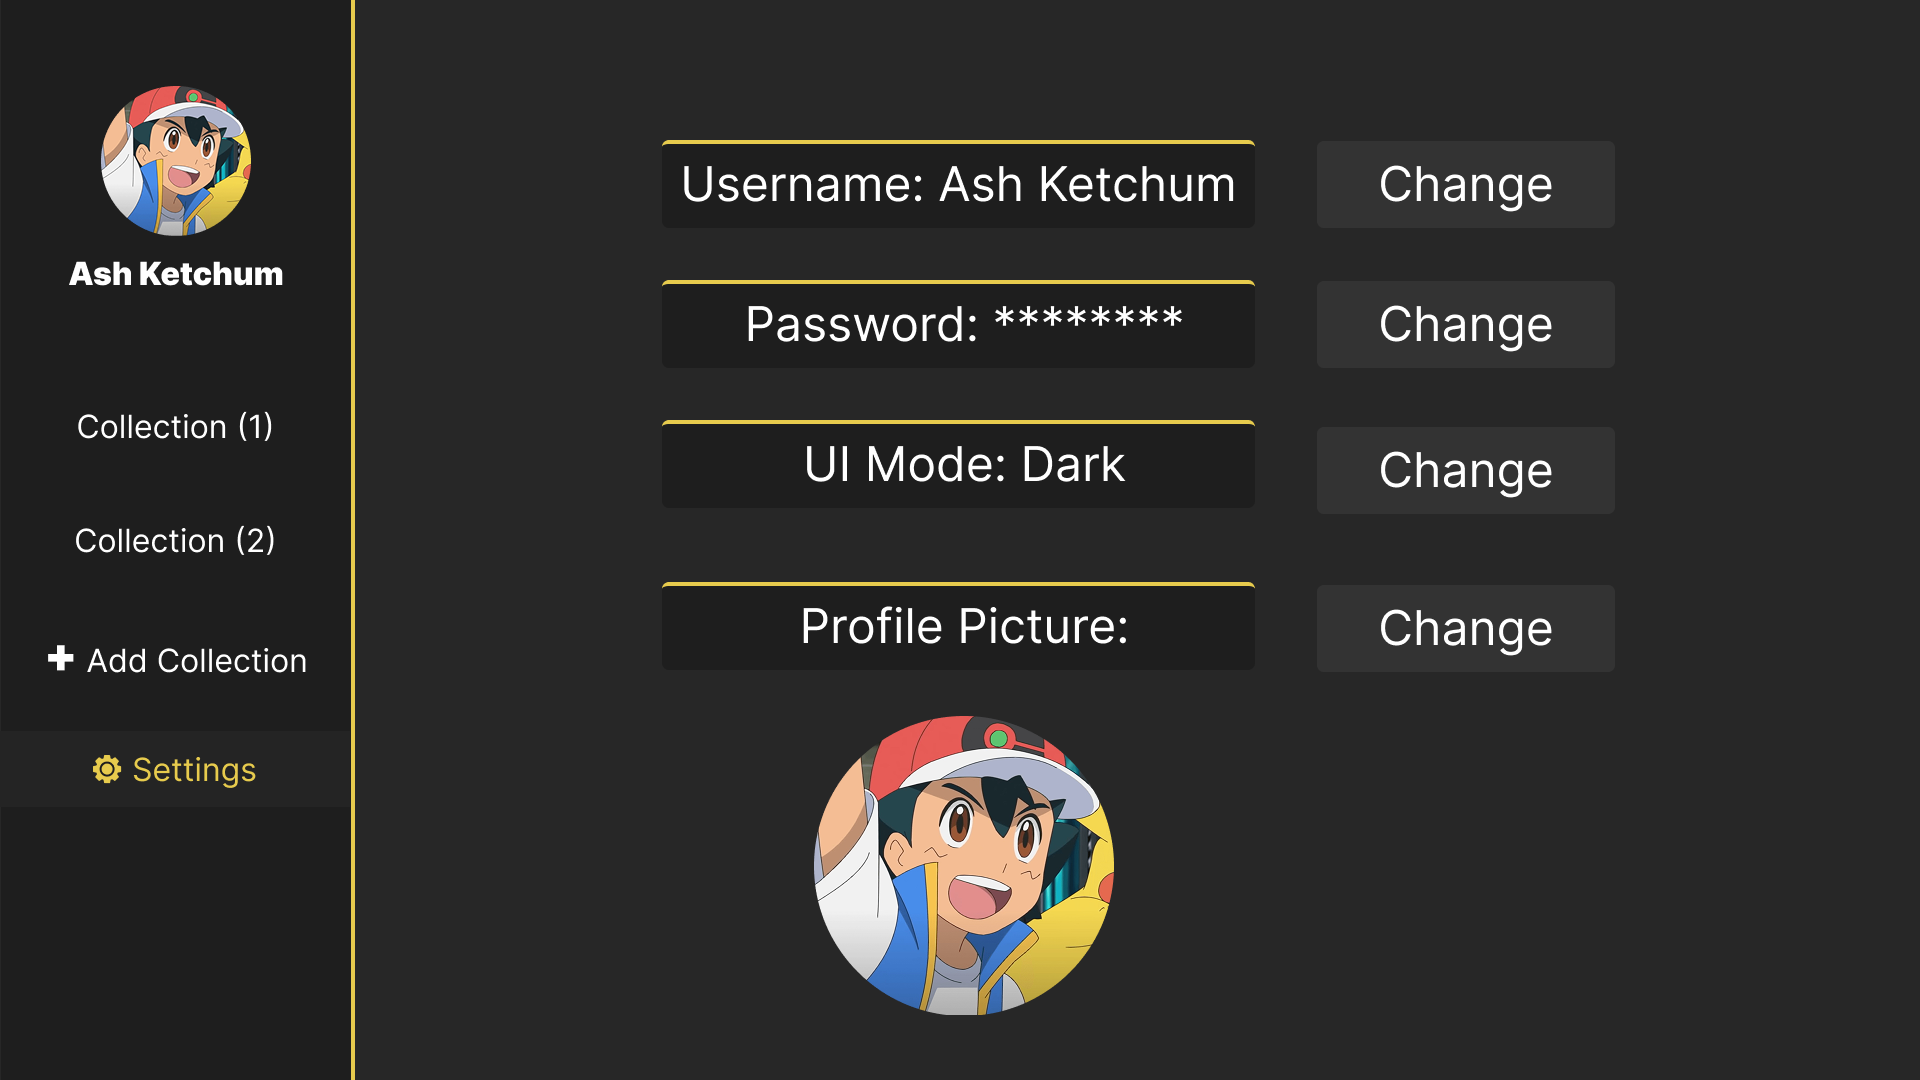 Ash Ketchum
Collection (1)
Collection (2)
Add Collection
Settings
Username: Ash Ketchum
Change
Password: ********
Change
UI Mode: Dark
Change
Profile Picture:
Change